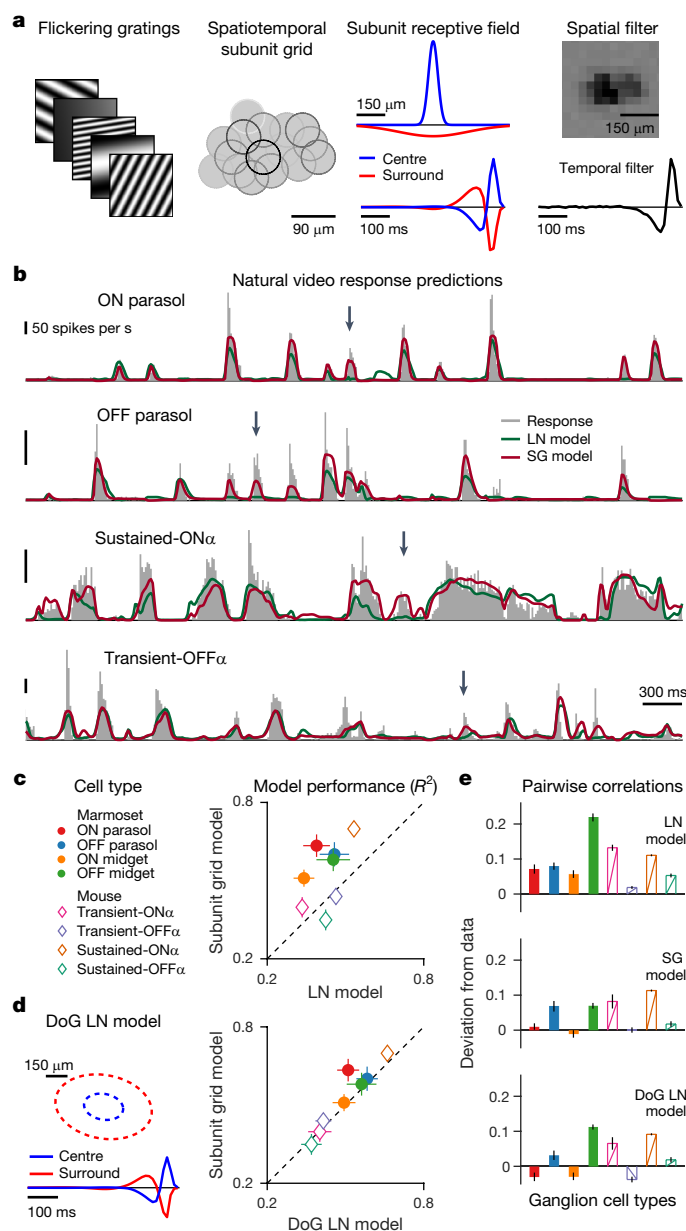 a
Flickering gratings
Spatiotemporal
subunit grid
90 μm
Subunit receptive field
150 μm
Centre
Surround
100 ms
Spatial filter
150 μm
Temporal filter
100 ms
b
Natural video response predictions
ON parasol
50 spikes per s
OFF parasol
Response
LN model
SG model
Sustained-ONα
Transient-OFFα
300 ms
c
Cell type
Marmoset
ON parasol
OFF parasol
ON midget
OFF midget
Mouse
Transient-ONα
Transient-OFFα
Sustained-ONα
Sustained-OFFα
Model performance (R²)
Subunit grid model
0.8
0.2
0.2
0.8
LN model
d
DoG LN model
150 μm
Centre
Surround
100 ms
Subunit grid model
0.8
0.2
0.2
0.8
DoG LN model
e
Pairwise correlations
Deviation from data
LN
model
0.2
0.1
0
SG
model
0.2
0.1
0
DoG LN
model
0.2
0.1
0
Ganglion cell types